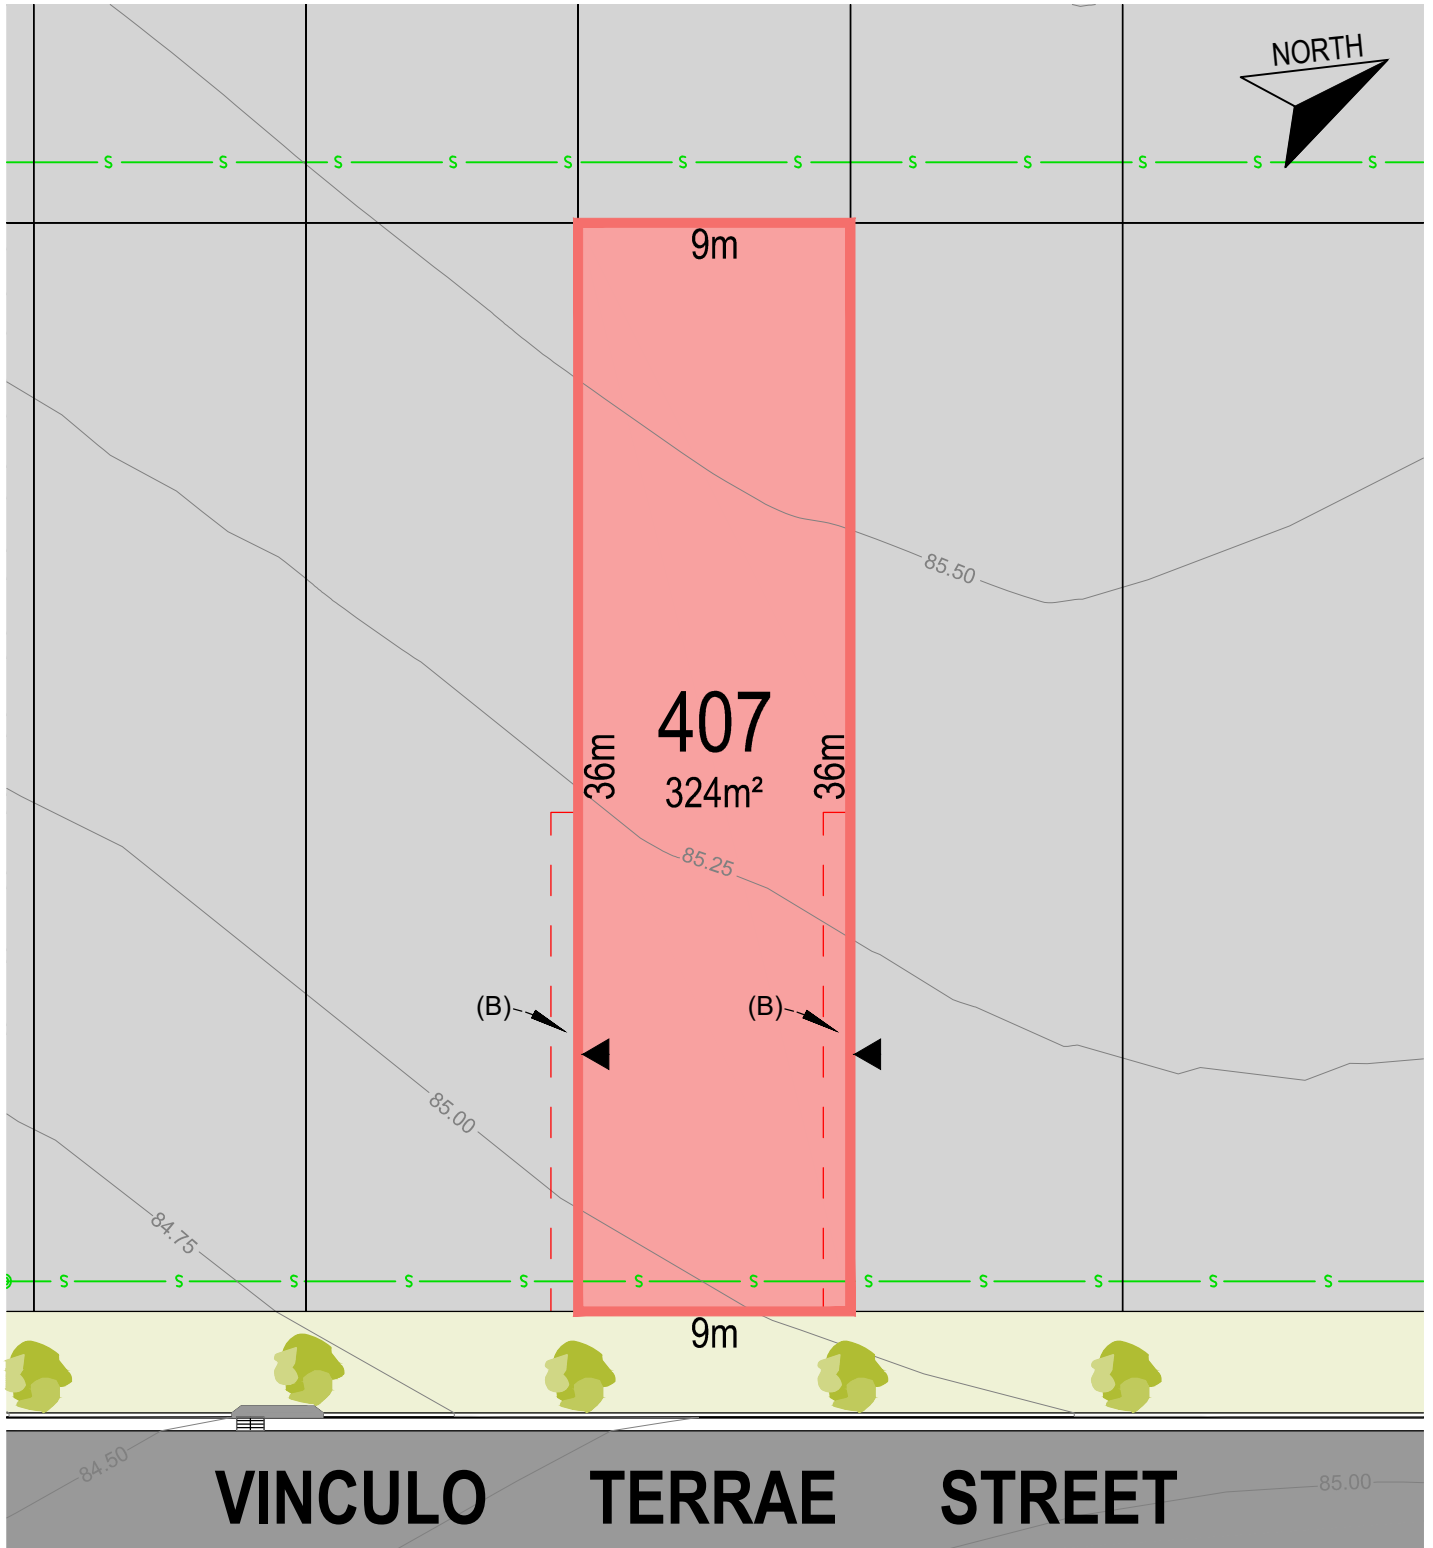 NORTH
S S S S S S S S S S S S
9m
85.50
407
36m
36m
324m²
85.25
(B)
(B)
85.00
84.75
S S S S S S S S S S S S
9m
84.50
VINCULO TERRAE STREET
85.00